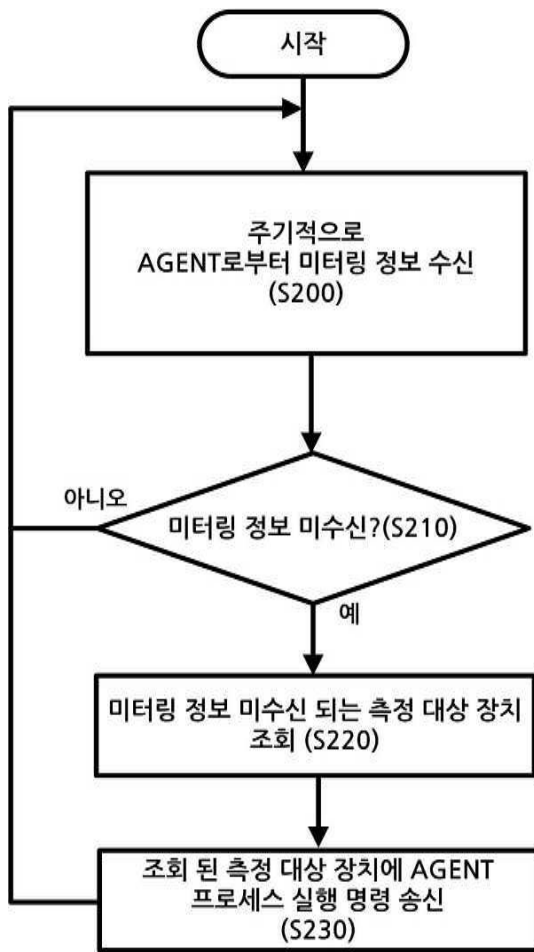 시작
주기적으로
AGENT로부터 미터링 정보 수신
(S200)
아니오
미터링 정보 미수신?(S210)
예
미터링 정보 미수신 되는 측정 대상 장치
조회 (S220)
조회 된 측정 대상 장치에 AGENT
프로세스 실행 명령 송신
(S230)